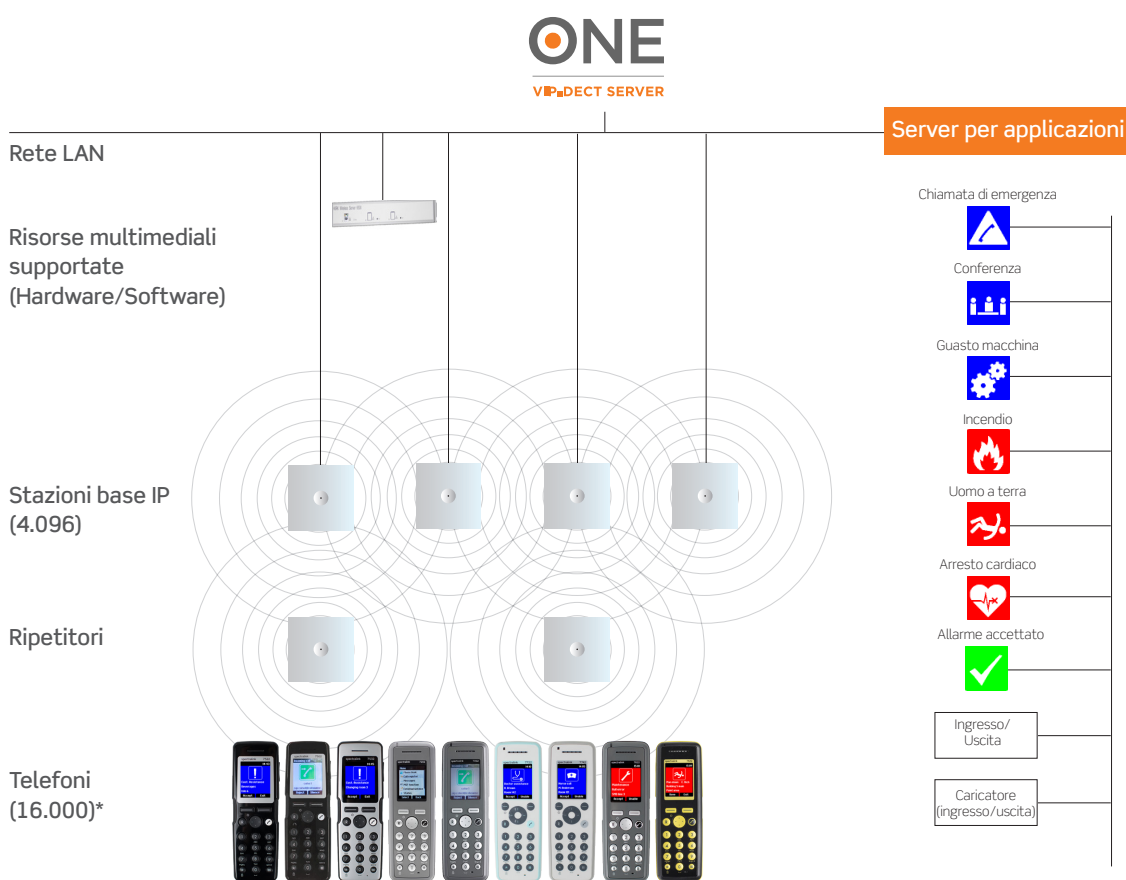 ONE
VIP-DECT SERVER
Server per applicazioni
Rete LAN
Risorse multimediali
supportate
(Hardware/Software)
Stazioni base IP
(4.096)
Ripetitori
Telefoni
(16.000)*
Chiamata di emergenza
Conferenza
Guasto macchina
Incendio
Uomo a terra
Arresto cardiaco
Allarme accettato
Ingresso/
Uscita
Caricatore
(ingresso/uscita)